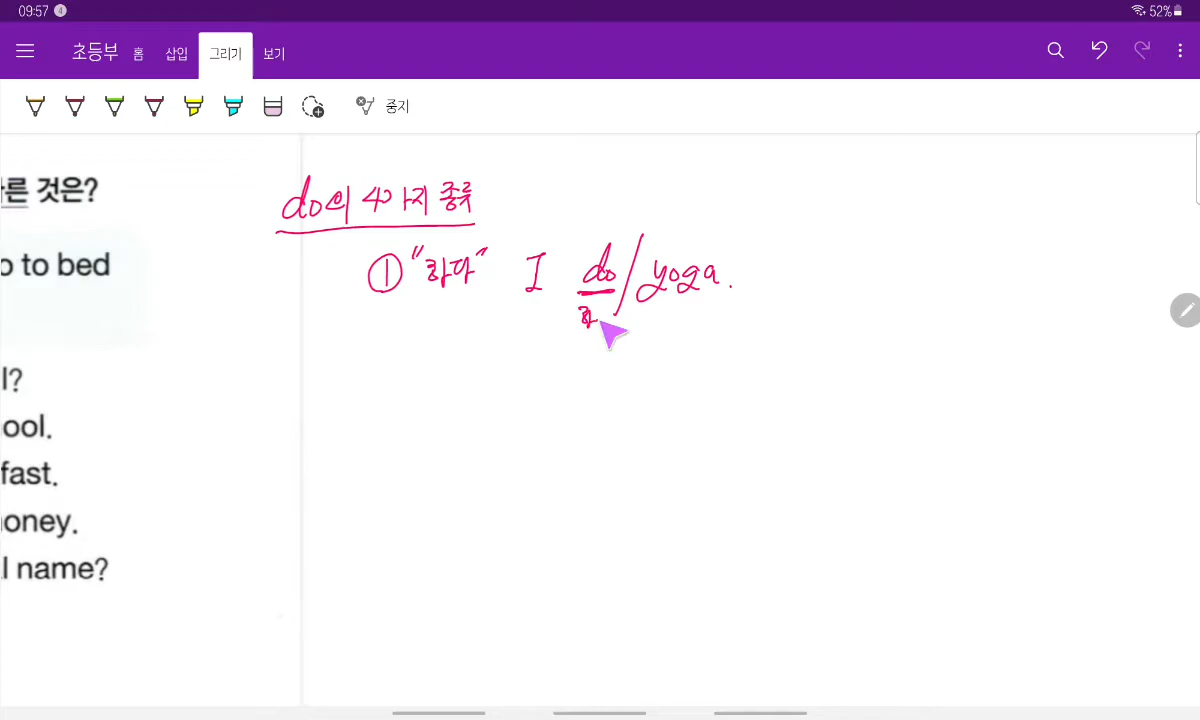 09:57 4 52%
초등부 홈 삽입 그리기 보기
중지
른 것은?
do의 4가지 종류
o to bed
① "하다" I do / yoga.
하
l?
ool.
fast.
oney.
l name?